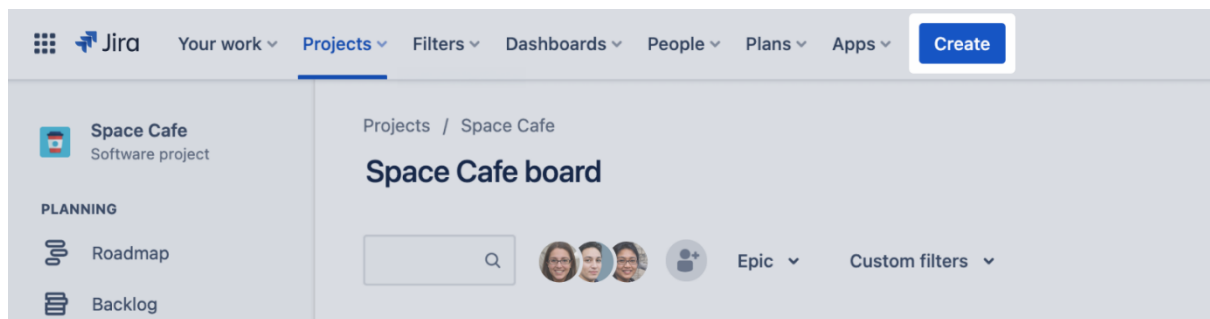 Jira Your work Projects Filters Dashboards People Plans Apps Create
Space Cafe
Software project
PLANNING
Roadmap
Backlog
Projects / Space Cafe
Space Cafe board
Epic Custom filters